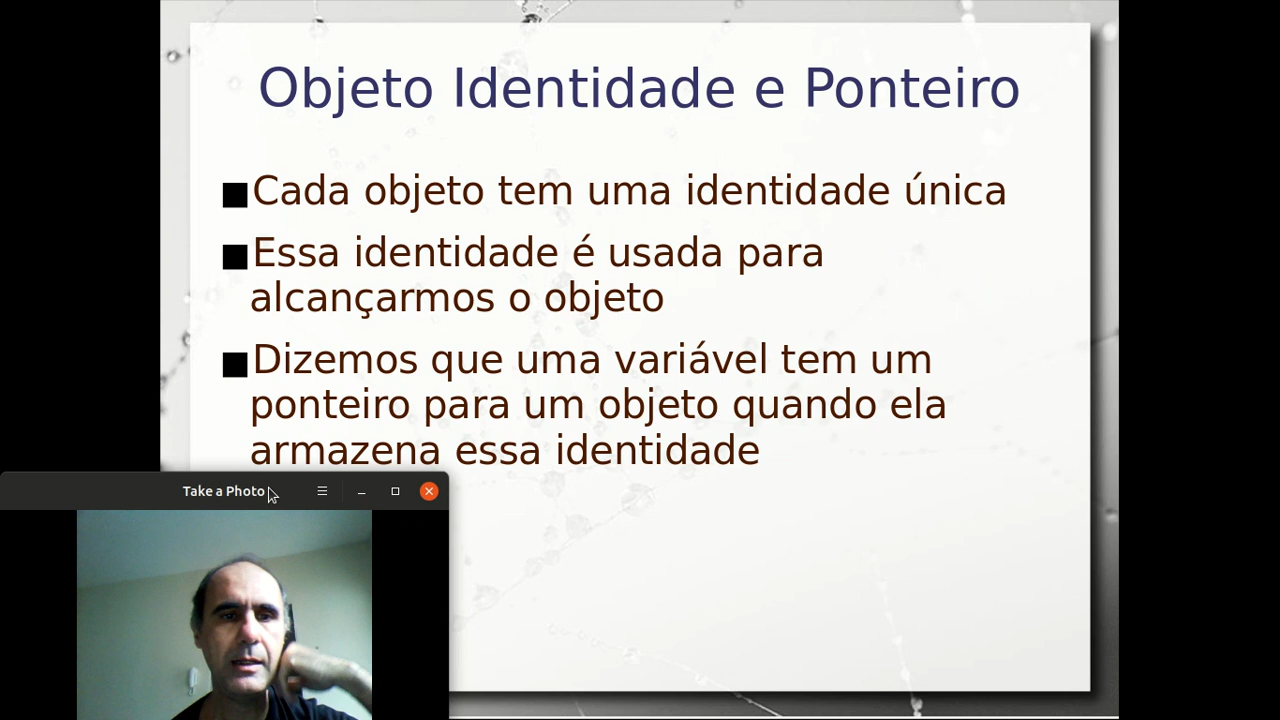 Objeto Identidade e Ponteiro
Cada objeto tem uma identidade única
Essa identidade é usada para
alcançarmos o objeto
Dizemos que uma variável tem um
ponteiro para um objeto quando ela
armazena essa identidade
Take a Photo